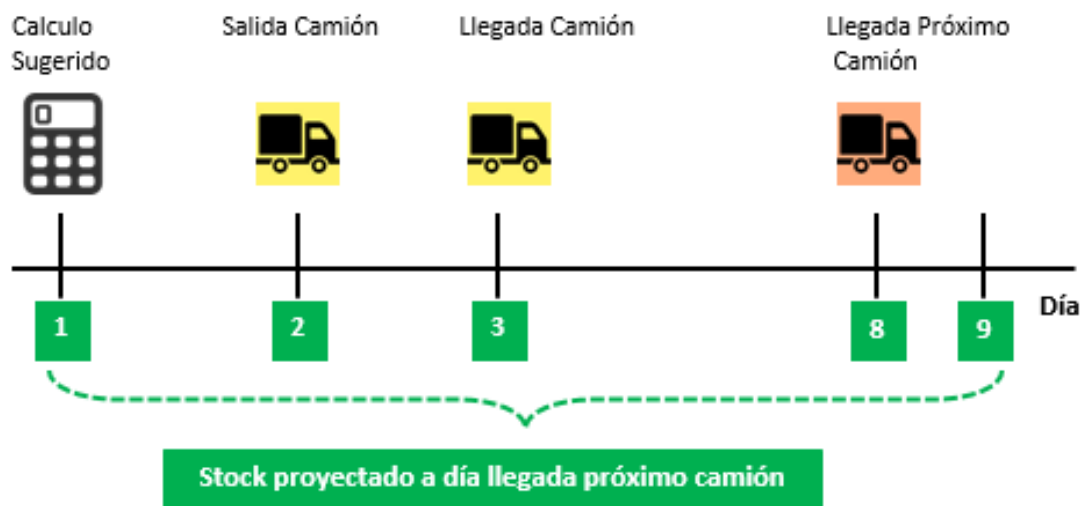 Calculo
Sugerido
Salida Camión
Llegada Camión
Llegada Próximo
Camión
1
2
3
8
9
Día
Stock proyectado a día llegada próximo camión